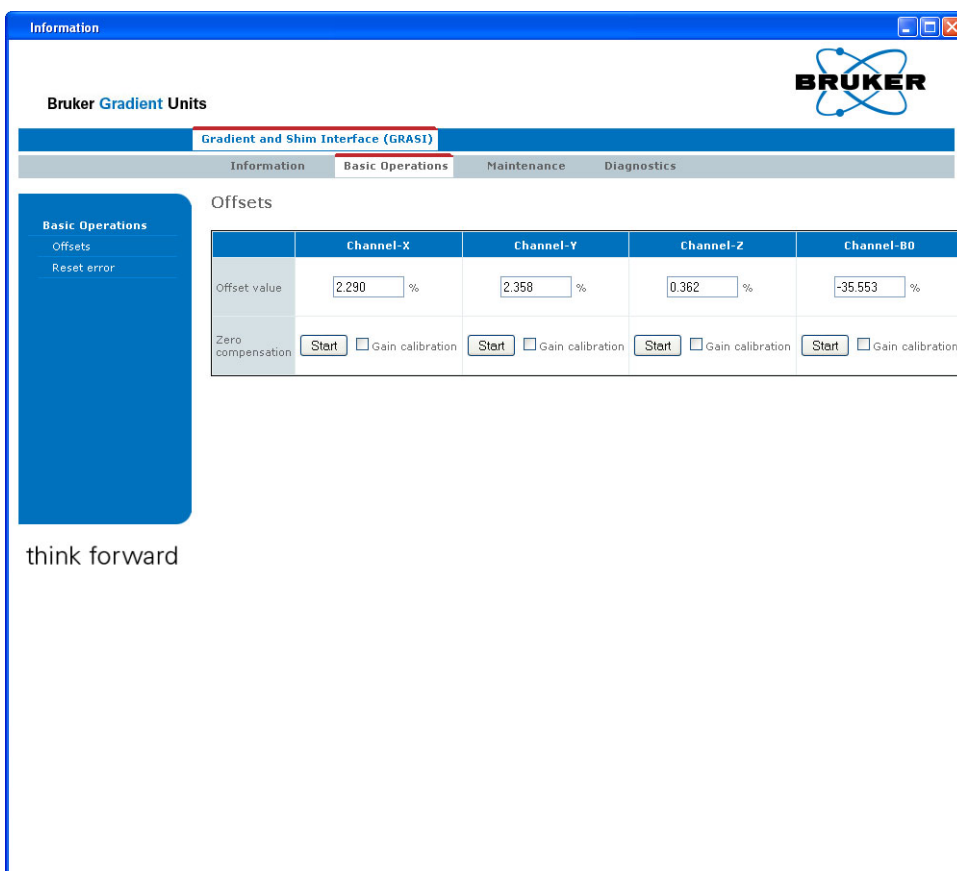 Information
BRUKER
Bruker Gradient Units
Gradient and Shim Interface (GRASI)
Information Basic Operations Maintenance Diagnostics
Basic Operations
Offsets
Reset error
Offsets
Channel-X Channel-Y Channel-Z Channel-B0
Offset value 2.290 % 2.358 % 0.362 % -35.553 %
Zero
compensation Start Gain calibration Start Gain calibration Start Gain calibration Start Gain calibration
think forward